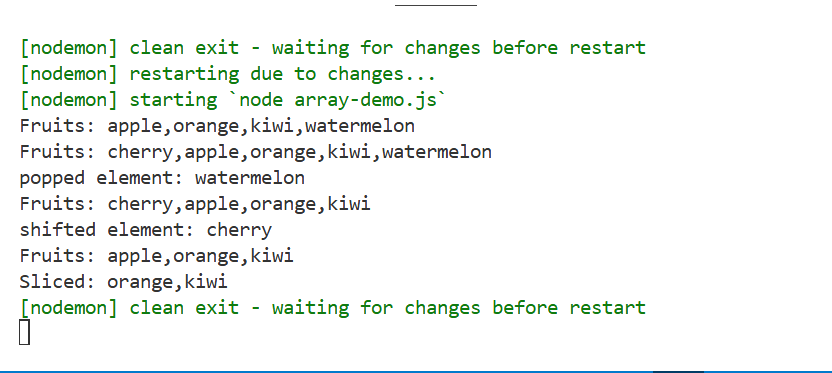 [nodemon] clean exit - waiting for changes before restart
[nodemon] restarting due to changes...
[nodemon] starting `node array-demo.js`
Fruits: apple,orange,kiwi,watermelon
Fruits: cherry,apple,orange,kiwi,watermelon
popped element: watermelon
Fruits: cherry,apple,orange,kiwi
shifted element: cherry
Fruits: apple,orange,kiwi
Sliced: orange,kiwi
[nodemon] clean exit - waiting for changes before restart